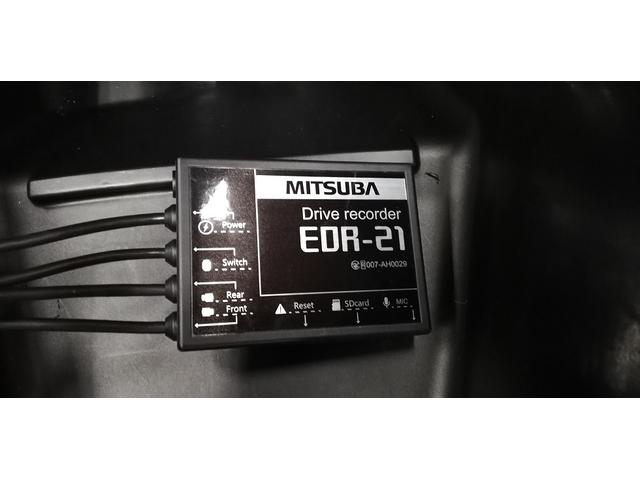 MITSUBA
Drive recorder
EDR-21
007-AH0029
Power
Switch
Rear
Front
Reset
SDcard
MIC